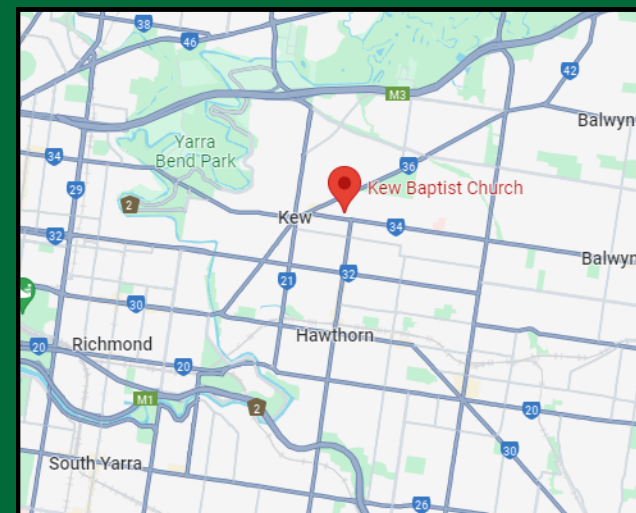 38
46
42
M3
Balwyn
Yarra
Bend Park
34
36
29
Kew Baptist Church
2
Kew
34
32
Balwyn
21
32
30
Hawthorn
Richmond
20
20
M1
2
20
30
South Yarra
26